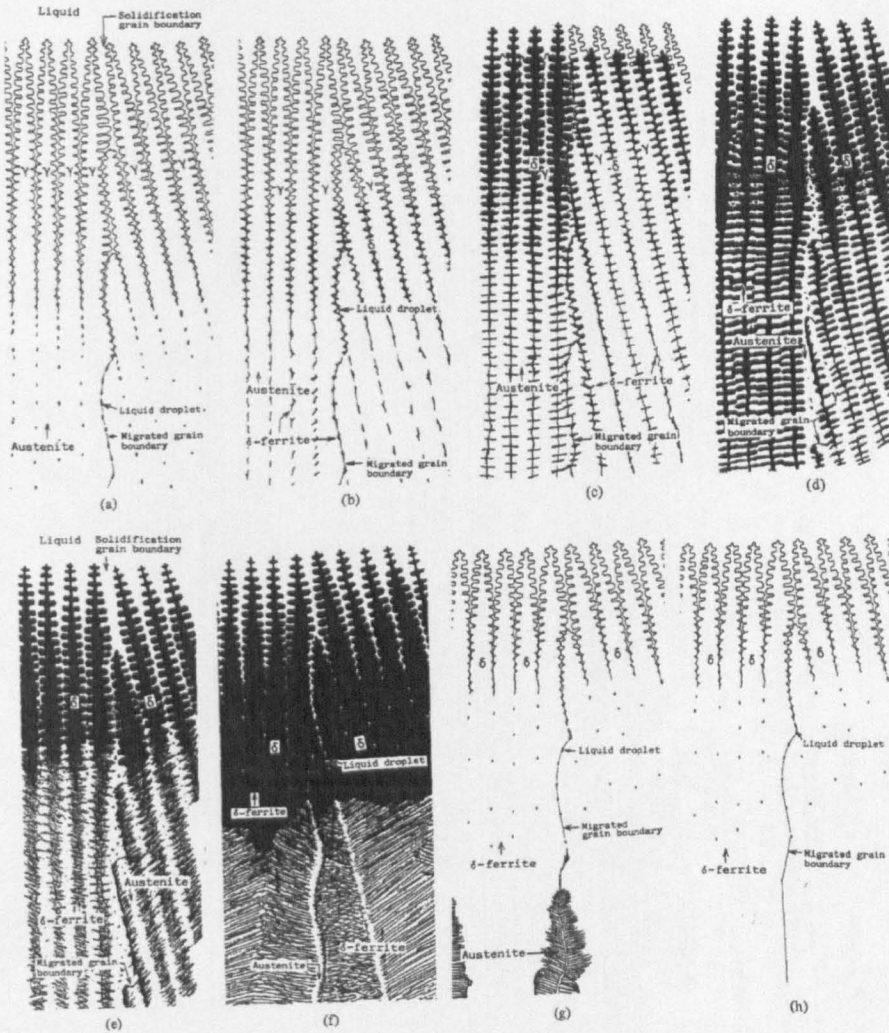 Liquid
Solidification
grain boundary
γ γ γ γ γ
Liquid droplet
Austenite
Migrated grain
boundary
(a)
γ γ γ
Liquid droplet
Austenite
δ-ferrite
Migrated grain
boundary
(b)
δ
γ
γ
γ
δ
Austenite
δ-ferrite
Migrated grain
boundary
(c)
δ
δ
δ-ferrite
Austenite
Migrated grain
boundary
(d)
Liquid
Solidification
grain boundary
δ
δ
Austenite
δ-ferrite
Migrated grain
boundary
(e)
δ
δ
Liquid droplet
δ-ferrite
δ-ferrite
Austenite
(f)
δ δ δ
Liquid droplet
Migrated
grain boundary
δ-ferrite
Austenite
(g)
δ δ δ
Liquid droplet
Migrated grain
boundary
δ-ferrite
(h)